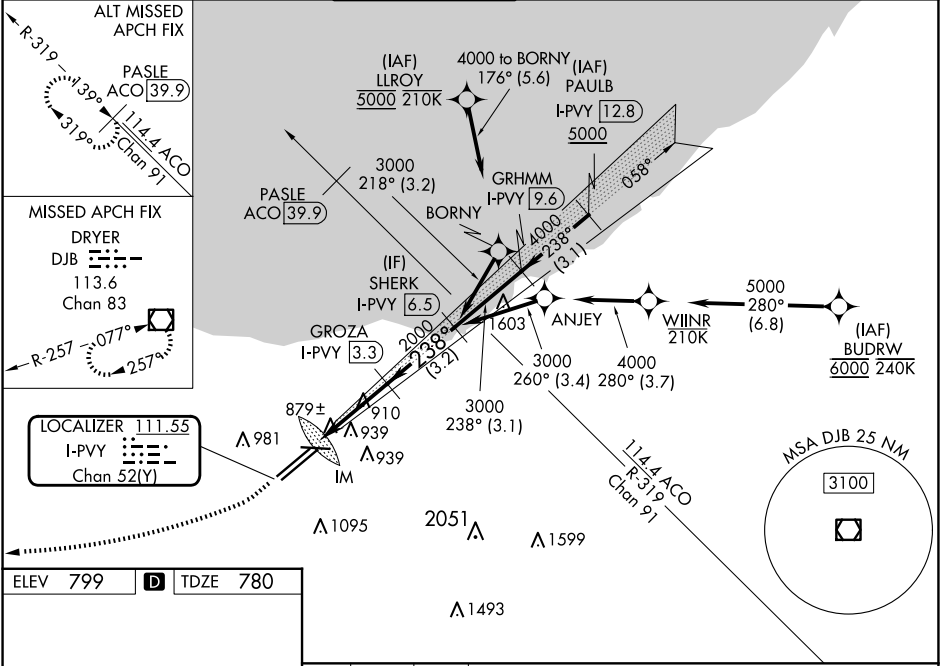 ALT MISSED
APCH FIX
R-319
139°
PASLE
ACO 39.9
319°
114.4 ACO
Chan 91
MISSED APCH FIX
DRYER
DJB
113.6
Chan 83
R-257
077°
257°
LOCALIZER 111.55
I-PVY
Chan 52(Y)
(IAF)
LLROY
5000 210K
4000 to BORNY
176° (5.6)
(IAF)
PAULB
I-PVY 12.8
5000
058°
3000
218° (3.2)
PASLE
ACO 39.9
GRHMM
I-PVY 9.6
BORNY
4000
238°
(3.1)
(IF)
SHERK
I-PVY 6.5
1603
ANJEY
WIINR
210K
5000
280°
(6.8)
(IAF)
BUDRW
6000 240K
GROZA
I-PVY 3.3
2000
238°
(3.2)
3000
260° (3.4)
4000
280° (3.7)
3000
238° (3.1)
879±
910
981
939
939
IM
114.4 ACO
R-319
Chan 91
MSA DJB 25 NM
3100
1095
2051
1599
1493
ELEV 799 D TDZE 780